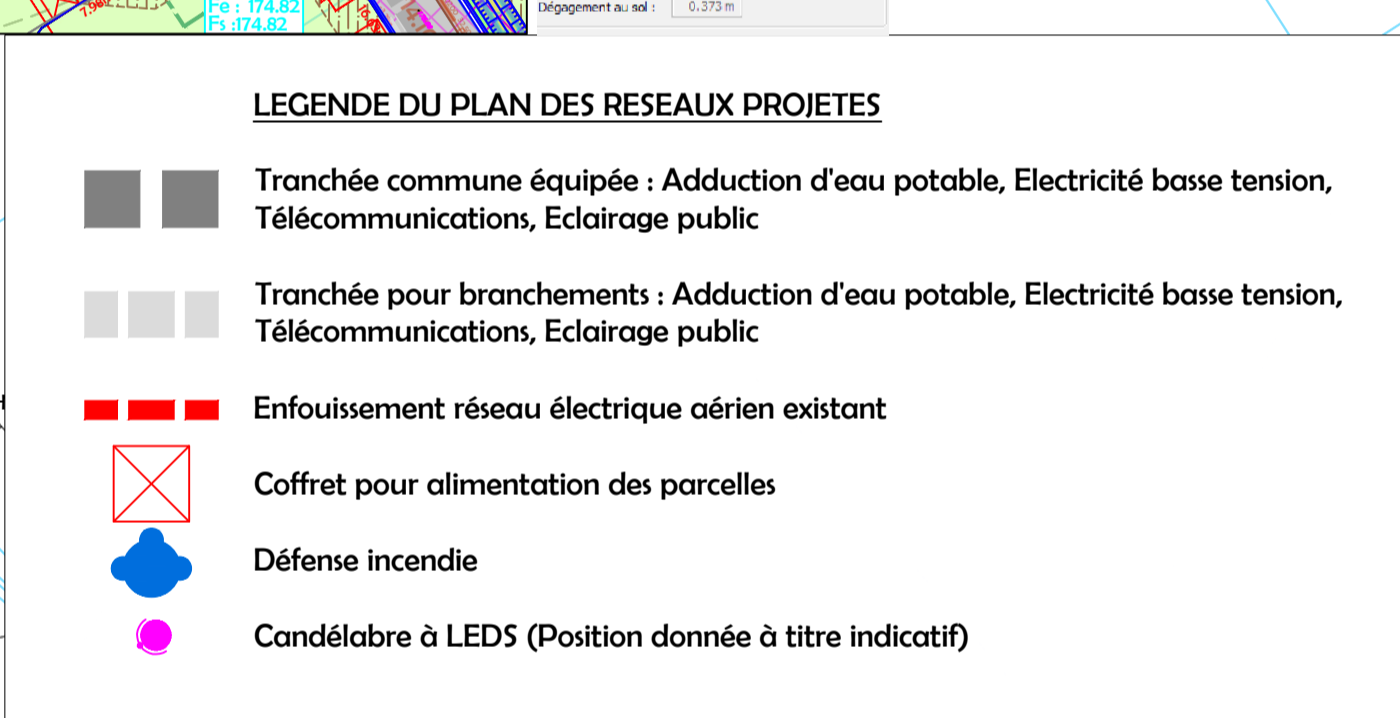 Fe : 174.82
Fs :174.82
Dégagement au sol : 0.373 m
LEGENDE DU PLAN DES RESEAUX PROJETES
Tranchée commune équipée : Adduction d'eau potable, Electricité basse tension,
Télécommunications, Eclairage public
Tranchée pour branchements : Adduction d'eau potable, Electricité basse tension,
Télécommunications, Eclairage public
Enfouissement réseau électrique aérien existant
Coffret pour alimentation des parcelles
Défense incendie
Candélabre à LEDS (Position donnée à titre indicatif)